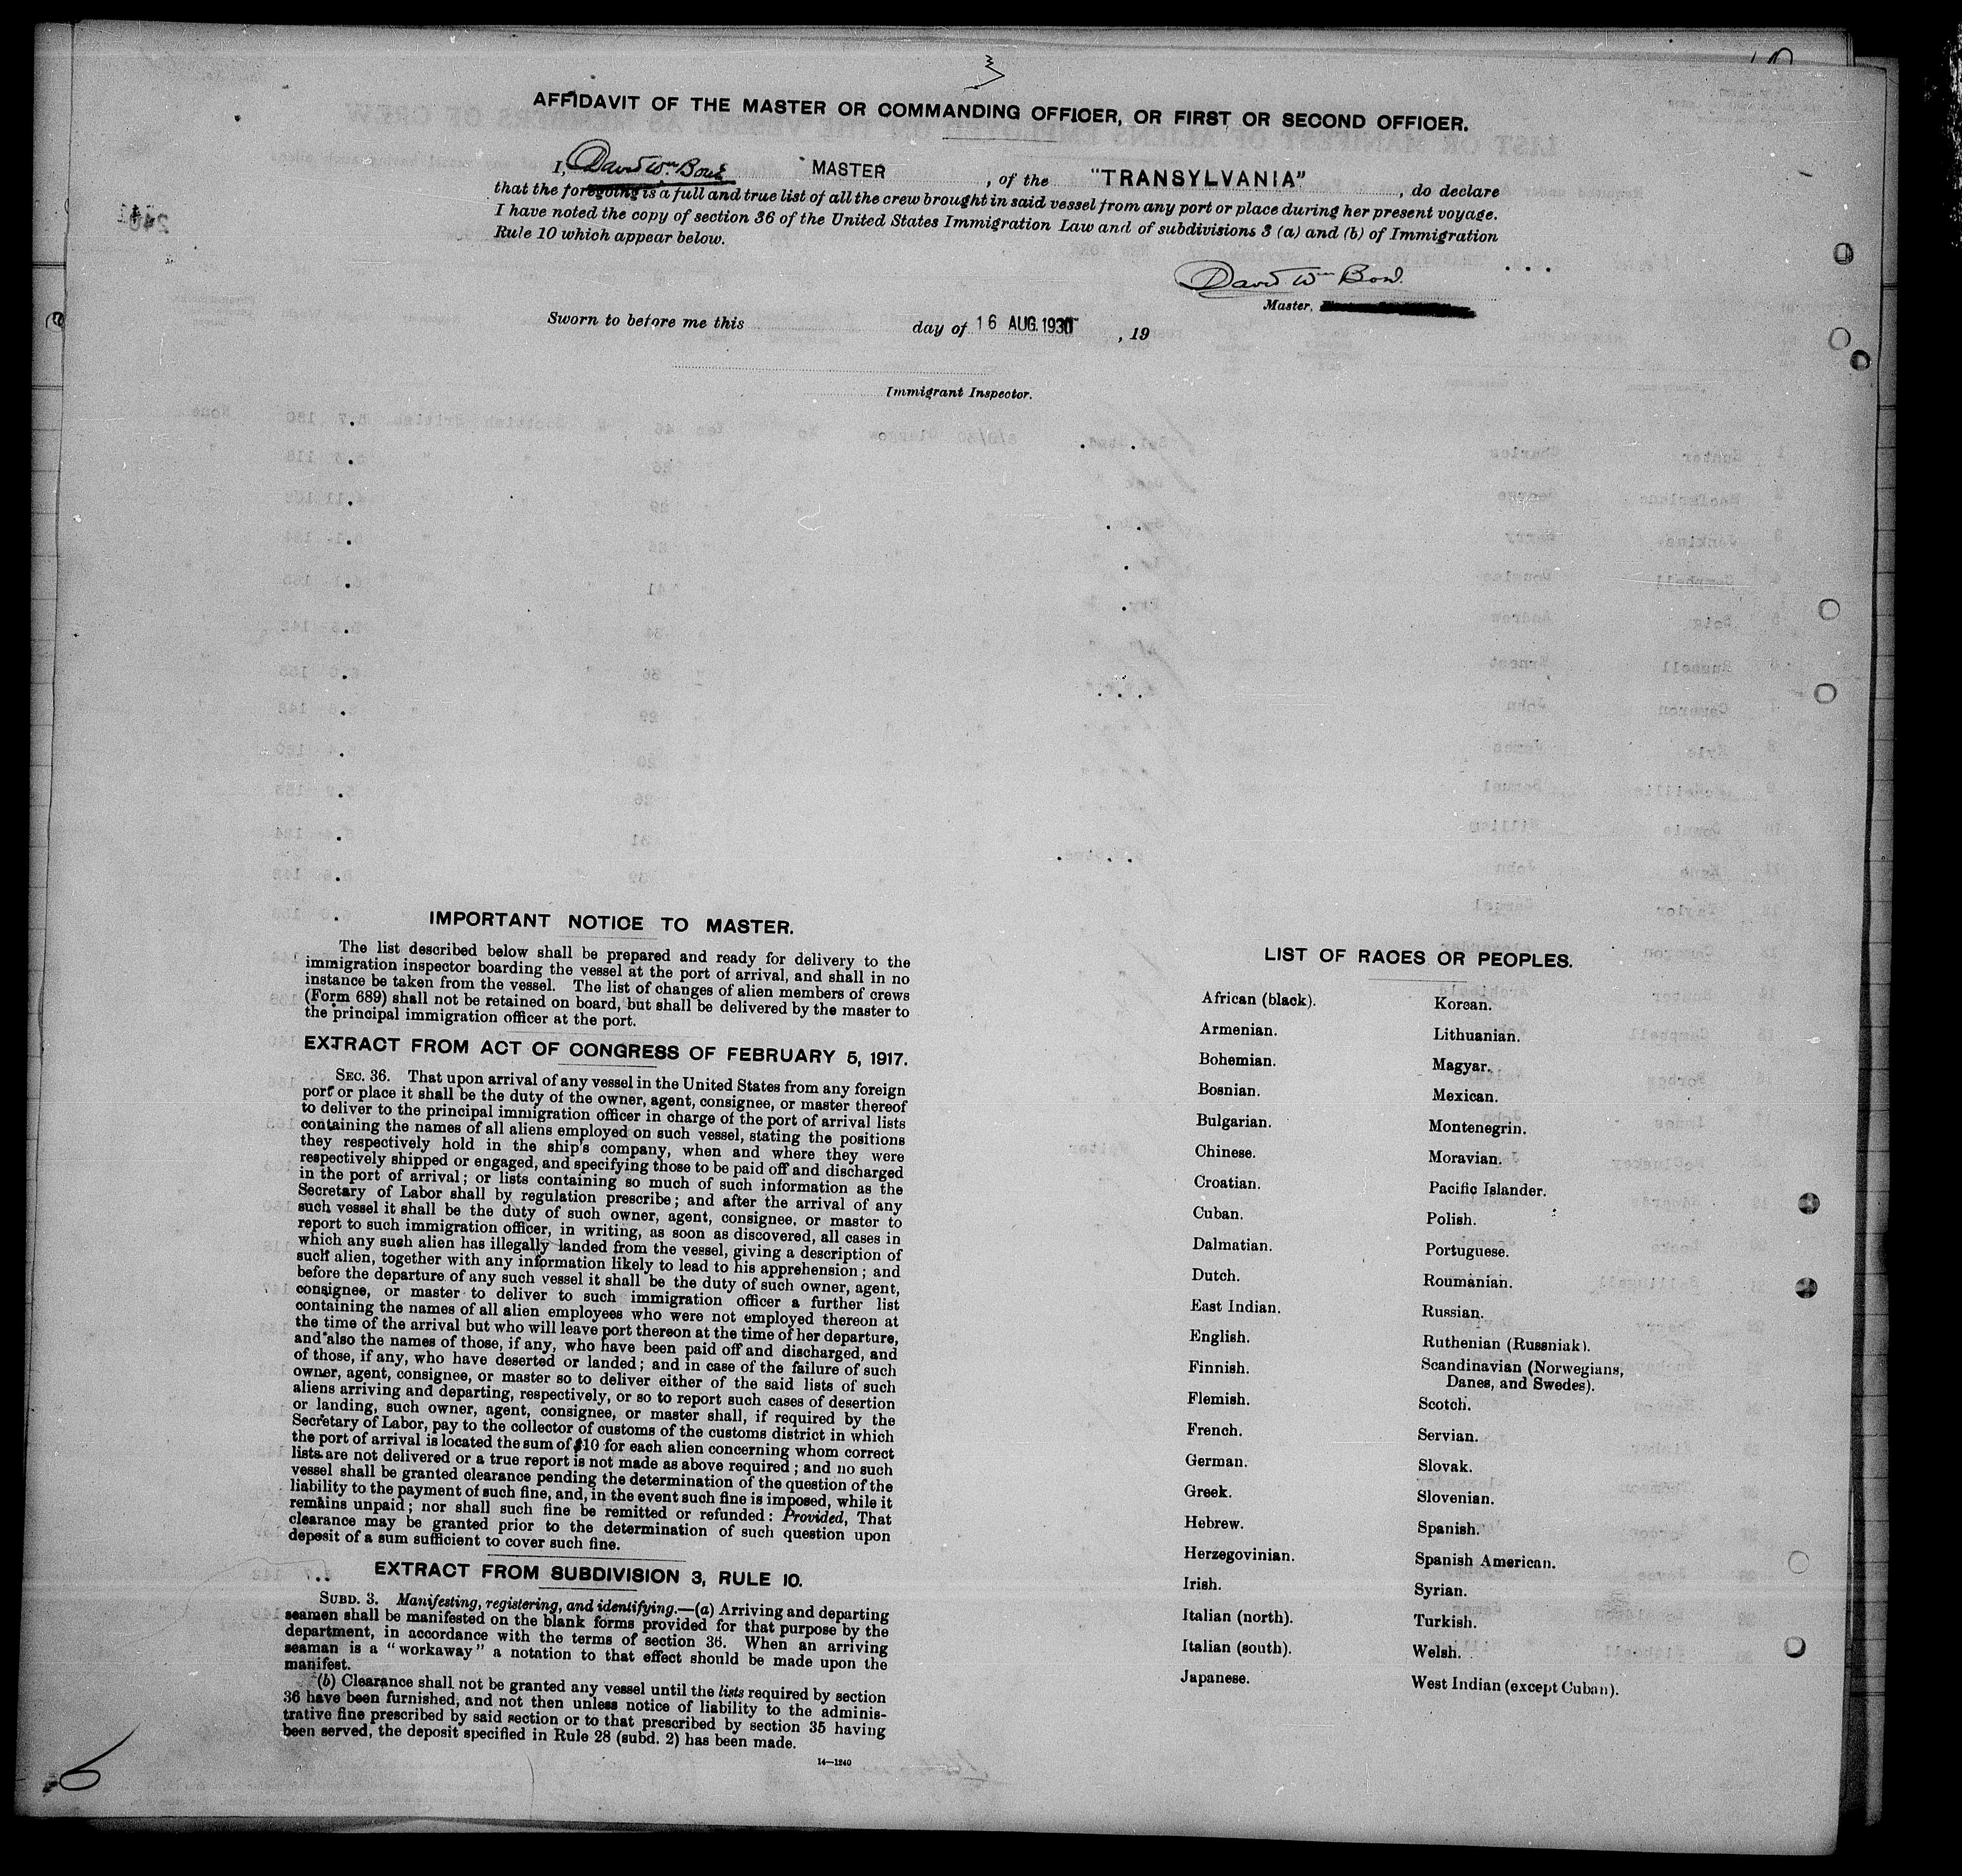 3
AFFIDAVIT OF THE MASTER OR COMMANDING OFFICER, OR FIRST OR SECOND OFFICER.
I, David Wm Bone MASTER, of the "TRANSYLVANIA", do declare
that the foregoing is a full and true list of all the crew brought in said vessel from any port or place during her present voyage.
I have noted the copy of section 36 of the United States Immigration Law and of subdivisions 3 (a) and (b) of Immigration
Rule 10 which appear below.
David Wm Bone
Master,
Sworn to before me this day of 16 AUG. 1930, 19
Immigrant Inspector.
IMPORTANT NOTICE TO MASTER.
The list described below shall be prepared and ready for delivery to the
immigration inspector boarding the vessel at the port of arrival, and shall in no
instance be taken from the vessel. The list of changes of alien members of crews
(Form 689) shall not be retained on board, but shall be delivered by the master to
the principal immigration officer at the port.
EXTRACT FROM ACT OF CONGRESS OF FEBRUARY 5, 1917.
SEC. 36. That upon arrival of any vessel in the United States from any foreign
port or place it shall be the duty of the owner, agent, consignee, or master thereof
to deliver to the principal immigration officer in charge of the port of arrival lists
containing the names of all aliens employed on such vessel, stating the positions
they respectively hold in the ship's company, when and where they were
respectively shipped or engaged, and specifying those to be paid off and discharged
in the port of arrival; or lists containing so much of such information as the
Secretary of Labor shall by regulation prescribe; and after the arrival of any
such vessel it shall be the duty of such owner, agent, consignee, or master to
report to such immigration officer, in writing, as soon as discovered, all cases in
which any such alien has illegally landed from the vessel, giving a description of
such alien, together with any information likely to lead to his apprehension; and
before the departure of any such vessel it shall be the duty of such owner, agent,
consignee, or master to deliver to such immigration officer a further list
containing the names of all alien employees who were not employed thereon at
the time of the arrival but who will leave port thereon at the time of her departure,
and also the names of those, if any, who have been paid off and discharged, and
of those, if any, who have deserted or landed; and in case of the failure of such
owner, agent, consignee, or master so to deliver either of the said lists of such
aliens arriving and departing, respectively, or so to report such cases of desertion
or landing, such owner, agent, consignee, or master shall, if required by the
Secretary of Labor, pay to the collector of customs of the customs district in which
the port of arrival is located the sum of $10 for each alien concerning whom correct
lists are not delivered or a true report is not made as above required; and no such
vessel shall be granted clearance pending the determination of the question of the
liability to the payment of such fine, and, in the event such fine is imposed, while it
remains unpaid; nor shall such fine be remitted or refunded: Provided, That
clearance may be granted prior to the determination of such question upon
deposit of a sum sufficient to cover such fine.
EXTRACT FROM SUBDIVISION 3, RULE 10.
SUBD. 3. Manifesting, registering, and identifying.—(a) Arriving and departing
seamen shall be manifested on the blank forms provided for that purpose by the
department, in accordance with the terms of section 36. When an arriving
seaman is a "workaway" a notation to that effect should be made upon the
manifest.
(b) Clearance shall not be granted any vessel until the lists required by section
36 have been furnished, and not then unless notice of liability to the adminis-
trative fine prescribed by said section or to that prescribed by section 35 having
been served, the deposit specified in Rule 28 (subd. 2) has been made.
14—1240
LIST OF RACES OR PEOPLES.
African (black).
Armenian.
Bohemian.
Bosnian.
Bulgarian.
Chinese.
Croatian.
Cuban.
Dalmatian.
Dutch.
East Indian.
English.
Finnish.
Flemish.
French.
German.
Greek.
Hebrew.
Herzegovinian.
Irish.
Italian (north).
Italian (south).
Japanese.
Korean.
Lithuanian.
Magyar.
Mexican.
Montenegrin.
Moravian.
Pacific Islander.
Polish.
Portuguese.
Roumanian.
Russian.
Ruthenian (Russniak).
Scandinavian (Norwegians,
Danes, and Swedes).
Scotch.
Servian.
Slovak.
Slovenian.
Spanish.
Spanish American.
Syrian.
Turkish.
Welsh.
West Indian (except Cuban).